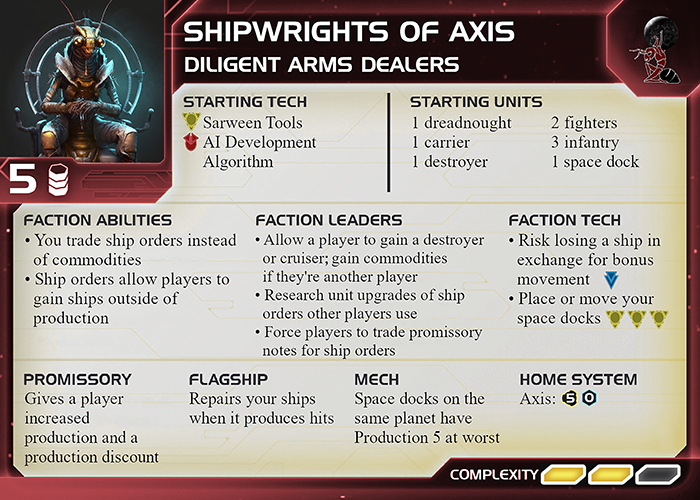 SHIPWRIGHTS OF AXIS
DILIGENT ARMS DEALERS
5
STARTING TECH
Sarween Tools
AI Development
Algorithm
STARTING UNITS
1 dreadnought
1 carrier
1 destroyer
2 fighters
3 infantry
1 space dock
FACTION ABILITIES
• You trade ship orders instead
of commodities
• Ship orders allow players to
gain ships outside of
production
FACTION LEADERS
• Allow a player to gain a destroyer
or cruiser; gain commodities
if they're another player
• Research unit upgrades of ship
orders other players use
• Force players to trade promissory
notes for ship orders
FACTION TECH
• Risk losing a ship in
exchange for bonus
movement
• Place or move your
space docks
PROMISSORY
Gives a player
increased
production and a
production discount
FLAGSHIP
Repairs your ships
when it produces hits
MECH
Space docks on the
same planet have
Production 5 at worst
HOME SYSTEM
Axis: 5 0
COMPLEXITY